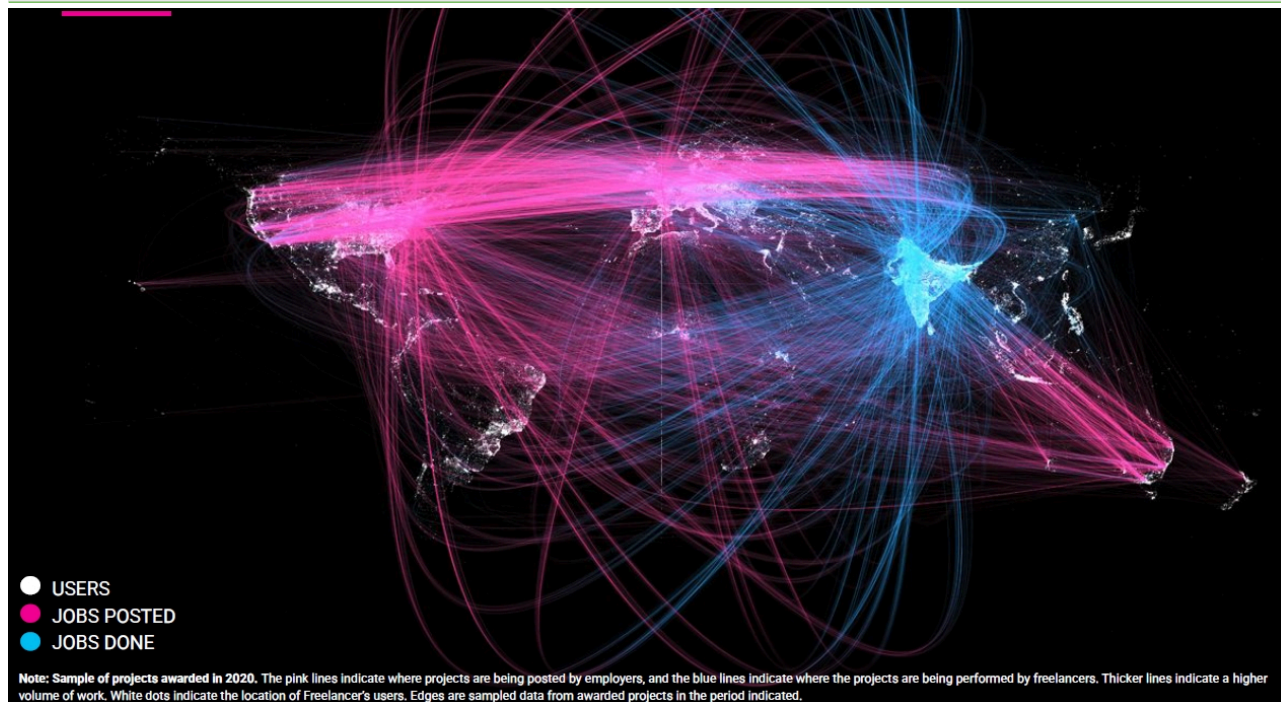 USERS
JOBS POSTED
JOBS DONE
Note: Sample of projects awarded in 2020. The pink lines indicate where projects are being posted by employers, and the blue lines indicate where the projects are being performed by freelancers. Thicker lines indicate a higher
volume of work. White dots indicate the location of Freelancer's users. Edges are sampled data from awarded projects in the period indicated.